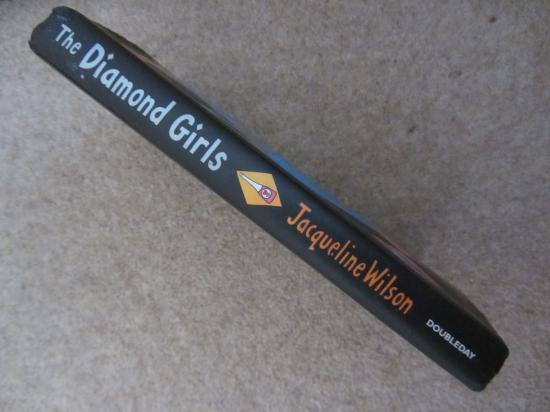 The Diamond Girls
Jacqueline Wilson
DOUBLEDAY